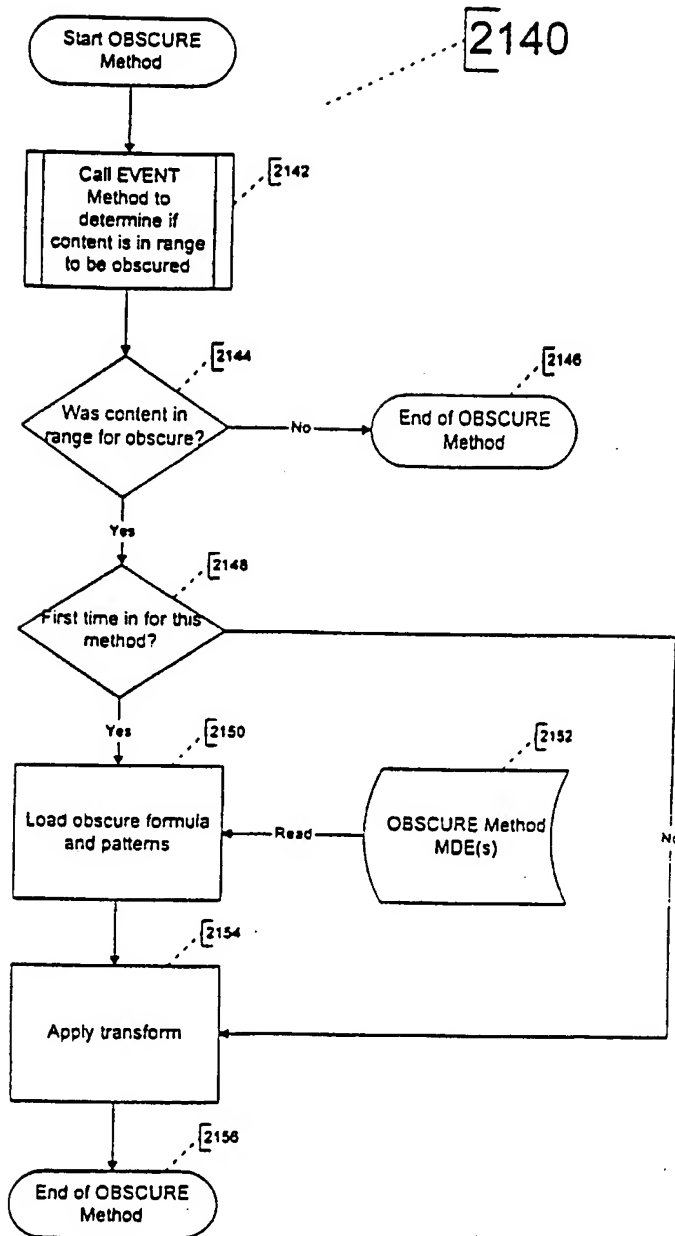 Start OBSCURE
Method
2140
Call EVENT
Method to
determine if
content is in range
to be obscured
2142
2144
Was content in
range for obscure?
No
2146
End of OBSCURE
Method
Yes
2148
First time in for this
method?
No
Yes
2150
Load obscure formula
and patterns
Read
2152
OBSCURE Method
MDE(s)
2154
Apply transform
2156
End of OBSCURE
Method